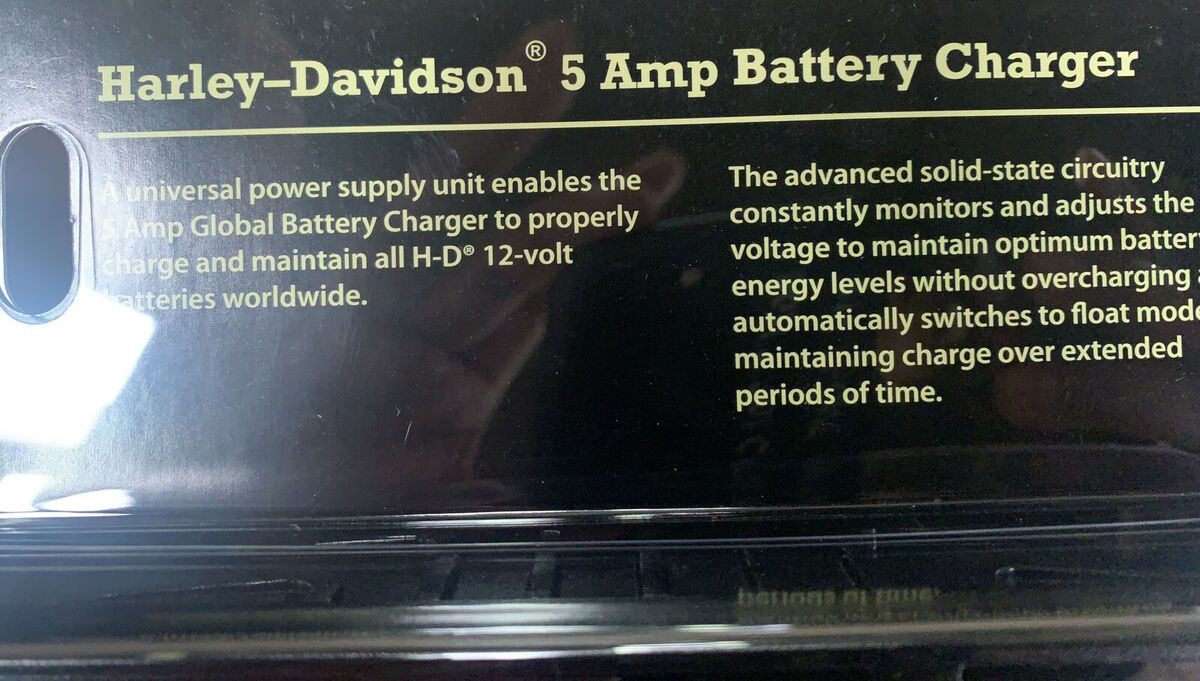 Harley–Davidson® 5 Amp Battery Charger
A universal power supply unit enables the
5 Amp Global Battery Charger to properly
charge and maintain all H-D® 12-volt
batteries worldwide.
The advanced solid-state circuitry
constantly monitors and adjusts the
voltage to maintain optimum
energy levels without overcharging
automatically switches to float
maintaining charge over extended
periods of time.